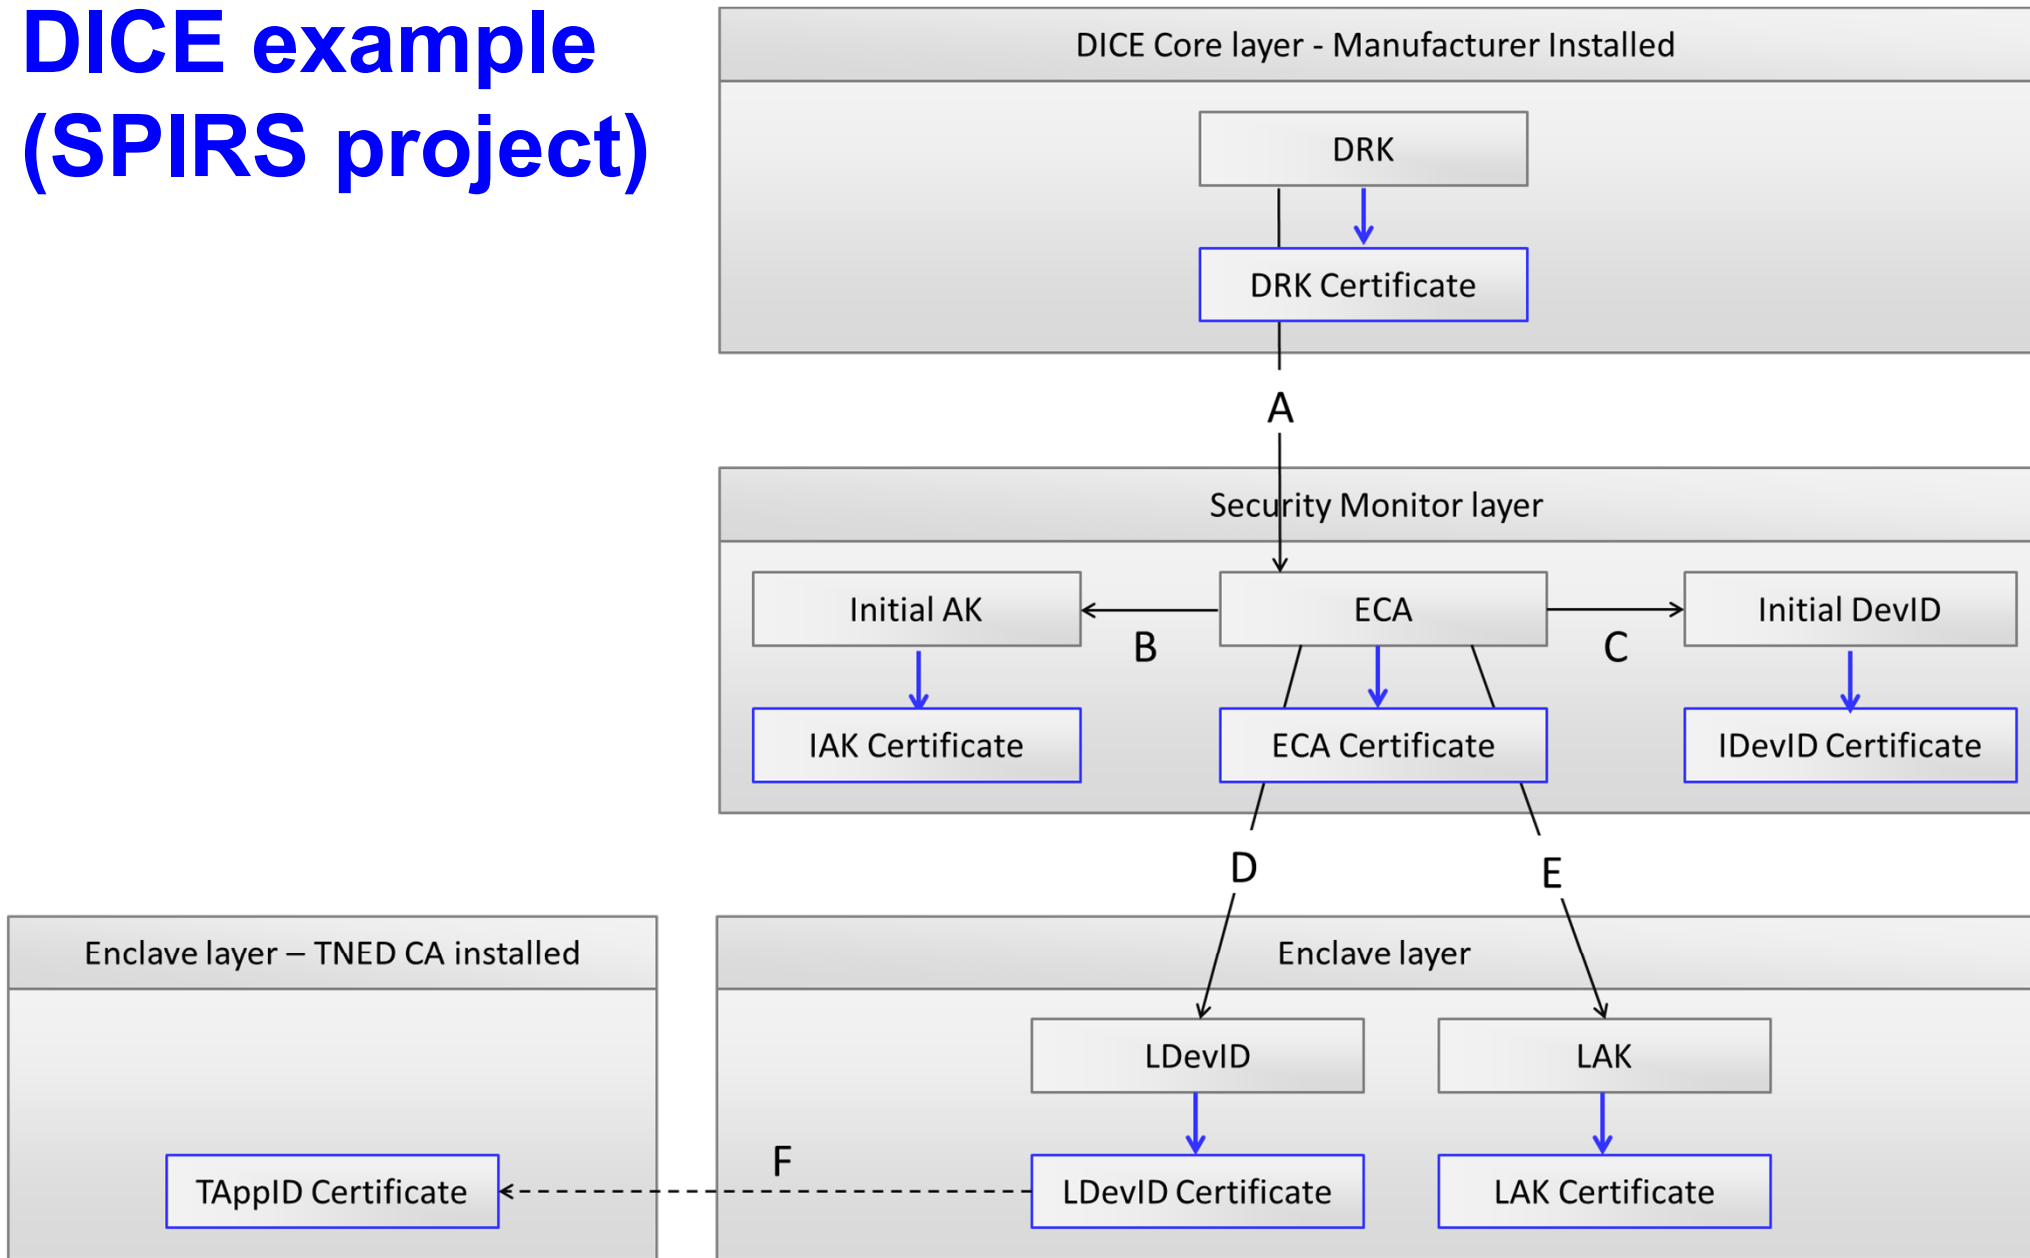 DICE example
(SPIRS project)
DICE Core layer - Manufacturer Installed
DRK
DRK Certificate
A
Security Monitor layer
Initial AK
ECA
Initial DevID
B
C
IAK Certificate
ECA Certificate
IDevID Certificate
D
E
Enclave layer – TNED CA installed
Enclave layer
LDevID
LAK
F
TAppID Certificate
LDevID Certificate
LAK Certificate